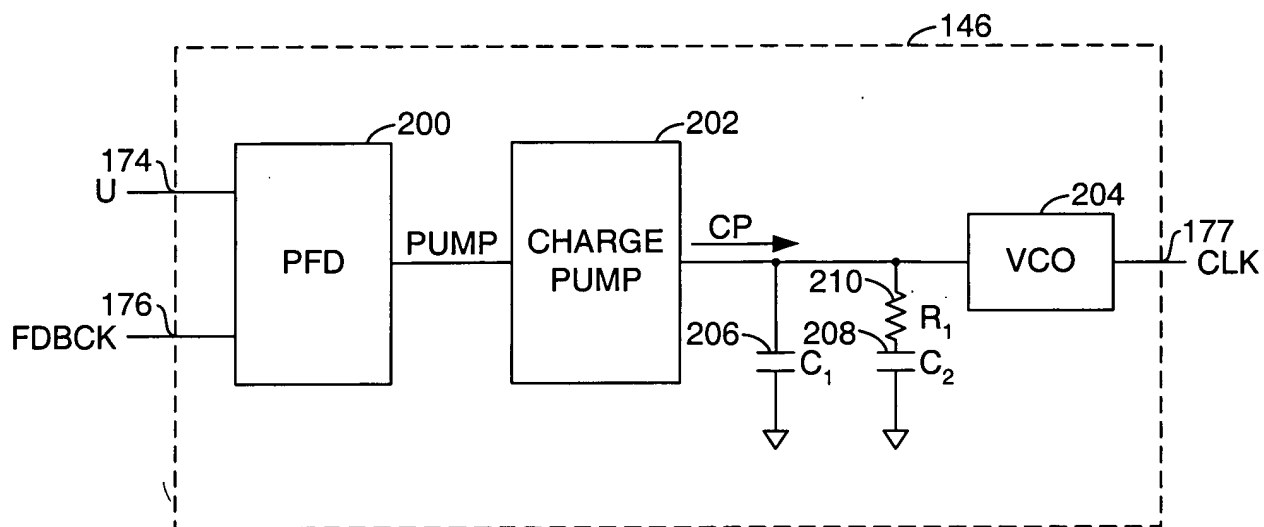 146
200
202
174
U
204
CP
177
PUMP
CHARGE
PUMP
PFD
VCO
CLK
210
176
R₁
FDBCK
206
208
C₁
C₂